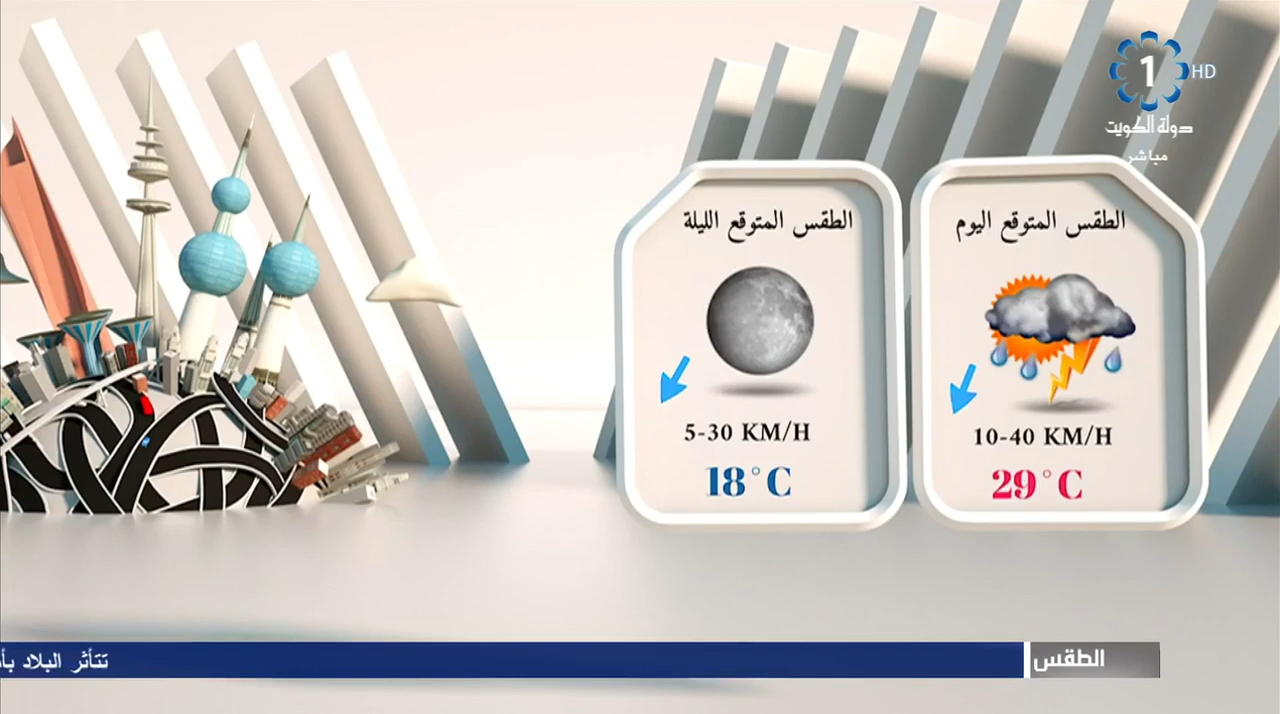 1 HD
دولة الكويت
مباشر
الطقس المتوقع اليوم
10-40 KM/H
29°C
الطقس المتوقع الليلة
5-30 KM/H
18°C
الطقس
تتأثر البلاد